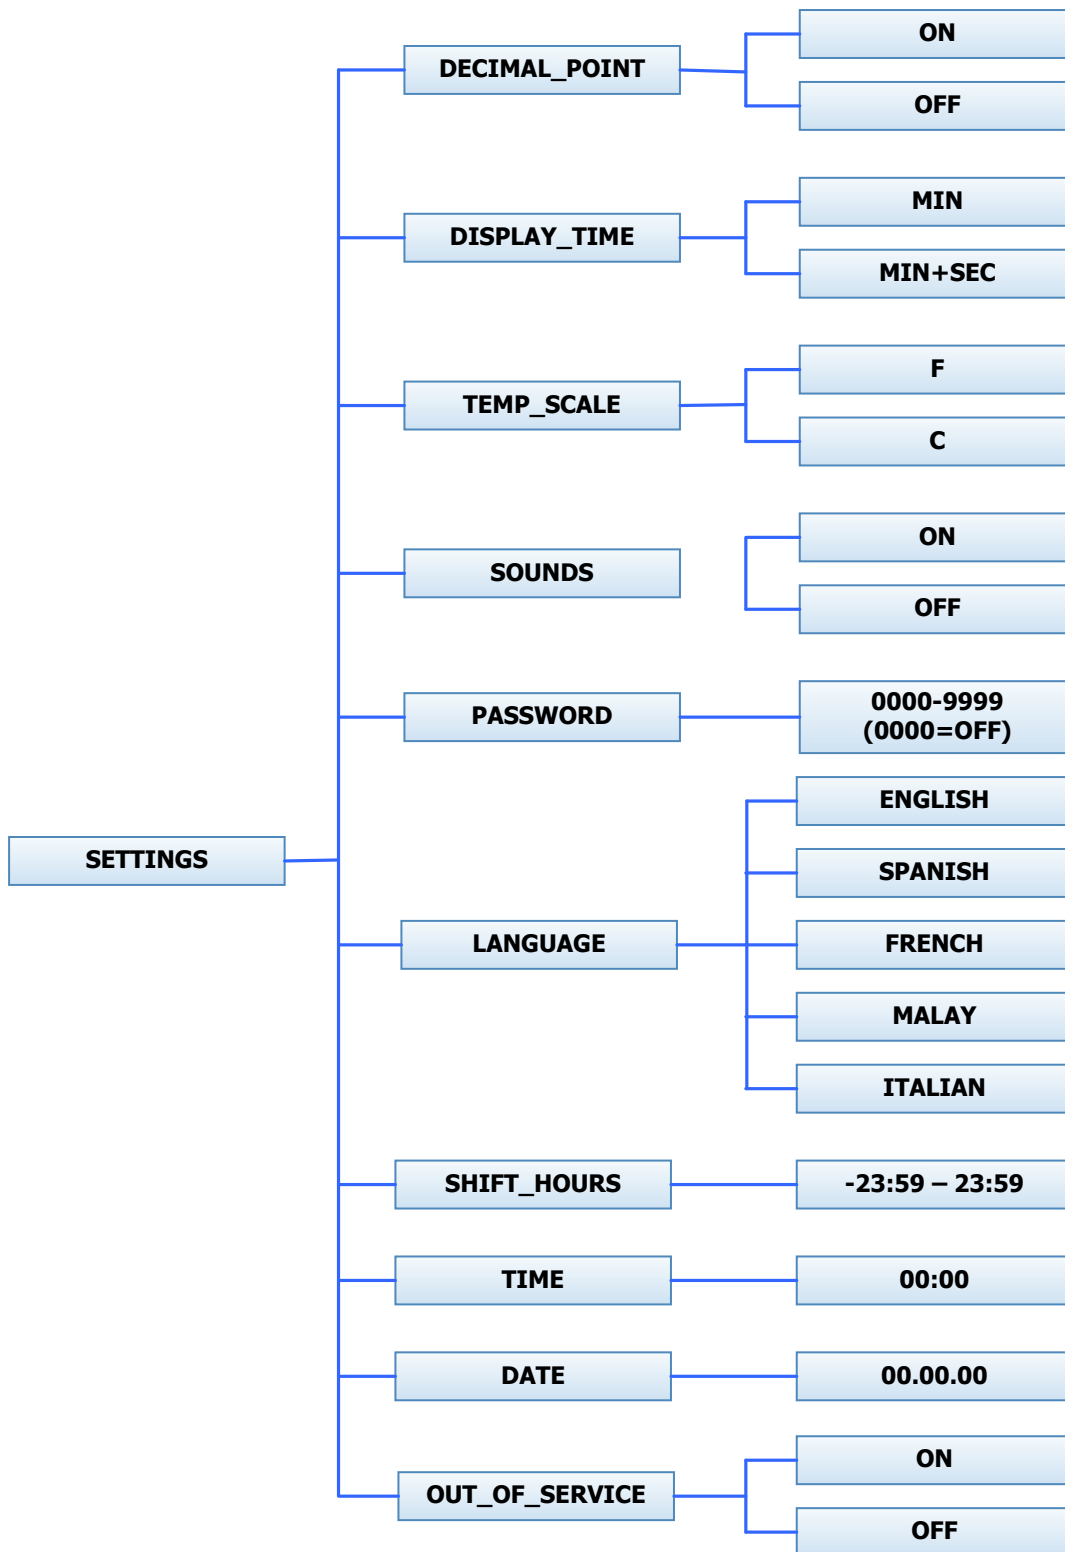 SETTINGS
DECIMAL_POINT
ON
OFF
DISPLAY_TIME
MIN
MIN+SEC
TEMP_SCALE
F
C
SOUNDS
ON
OFF
PASSWORD
0000-9999
(0000=OFF)
LANGUAGE
ENGLISH
SPANISH
FRENCH
MALAY
ITALIAN
SHIFT_HOURS
-23:59 – 23:59
TIME
00:00
DATE
00.00.00
OUT_OF_SERVICE
ON
OFF